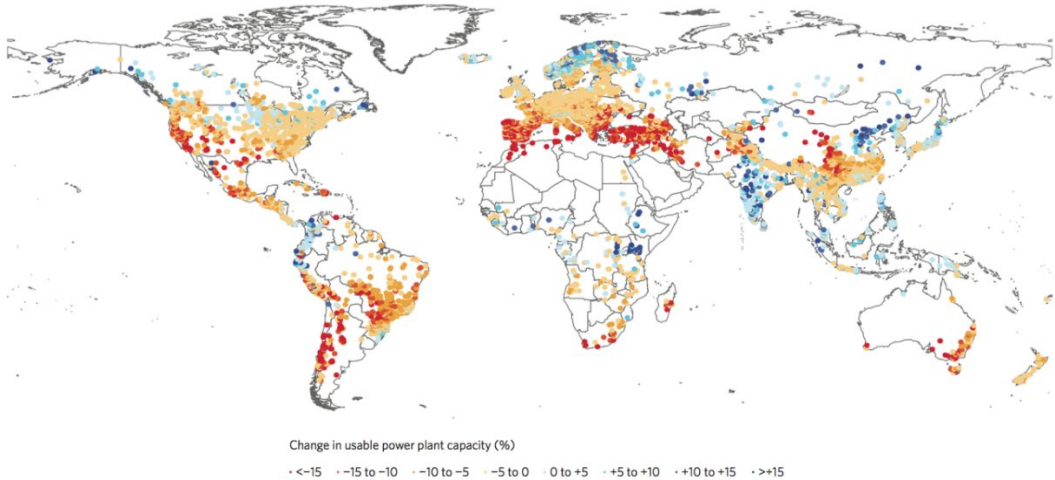 Change in usable power plant capacity (%)
<−15 −15 to −10 −10 to −5 −5 to 0 0 to +5 +5 to +10 +10 to +15 >+15